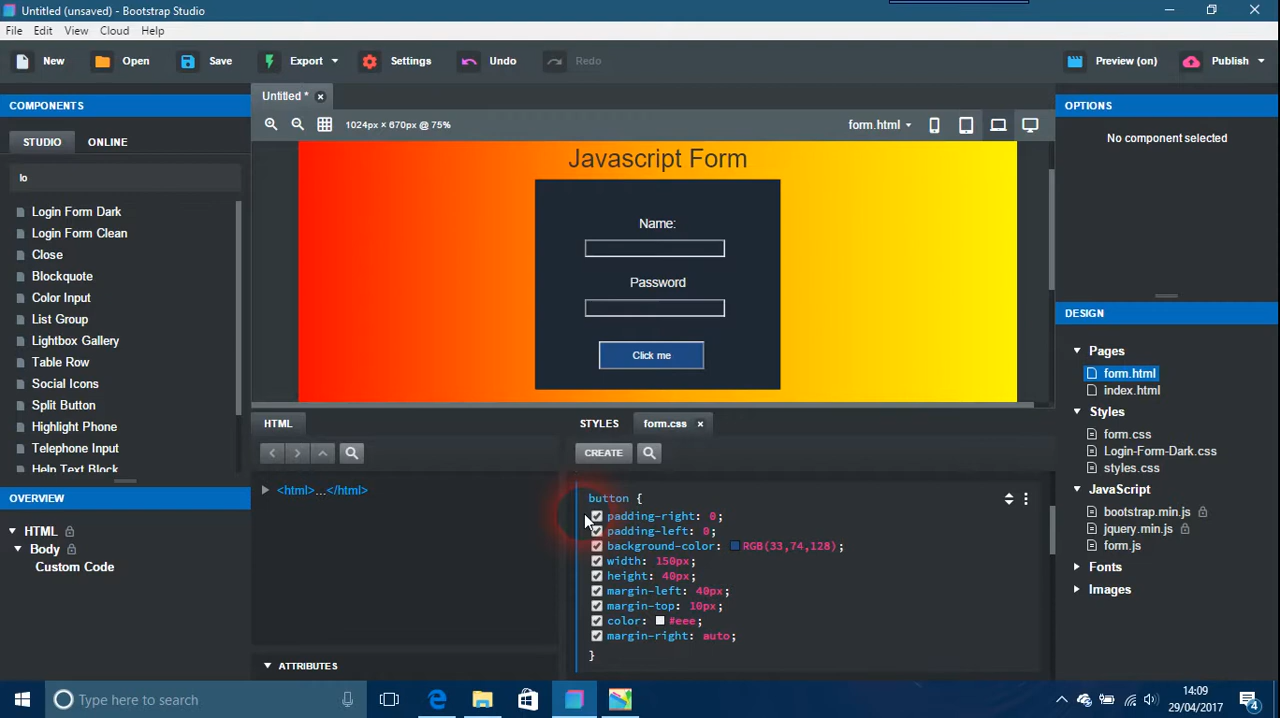 Untitled (unsaved) - Bootstrap Studio
File Edit View Cloud Help
New Open Save Export Settings Undo Redo Preview (on) Publish
COMPONENTS
STUDIO ONLINE
lo
Login Form Dark
Login Form Clean
Close
Blockquote
Color Input
List Group
Lightbox Gallery
Table Row
Social Icons
Split Button
Highlight Phone
Telephone Input
Help Text Block
OVERVIEW
HTML
Body
Custom Code
Untitled *
1024px × 670px @ 75%
form.html
Javascript Form
Name:
Password
Click me
HTML
<html>...</html>
ATTRIBUTES
STYLES form.css
CREATE
button {
padding-right: 0;
padding-left: 0;
background-color: RGB(33,74,128);
width: 150px;
height: 40px;
margin-left: 40px;
margin-top: 10px;
color: #eee;
margin-right: auto;
}
OPTIONS
No component selected
DESIGN
Pages
form.html
index.html
Styles
form.css
Login-Form-Dark.css
styles.css
JavaScript
bootstrap.min.js
jquery.min.js
form.js
Fonts
Images
Type here to search
14:09
29/04/2017
4